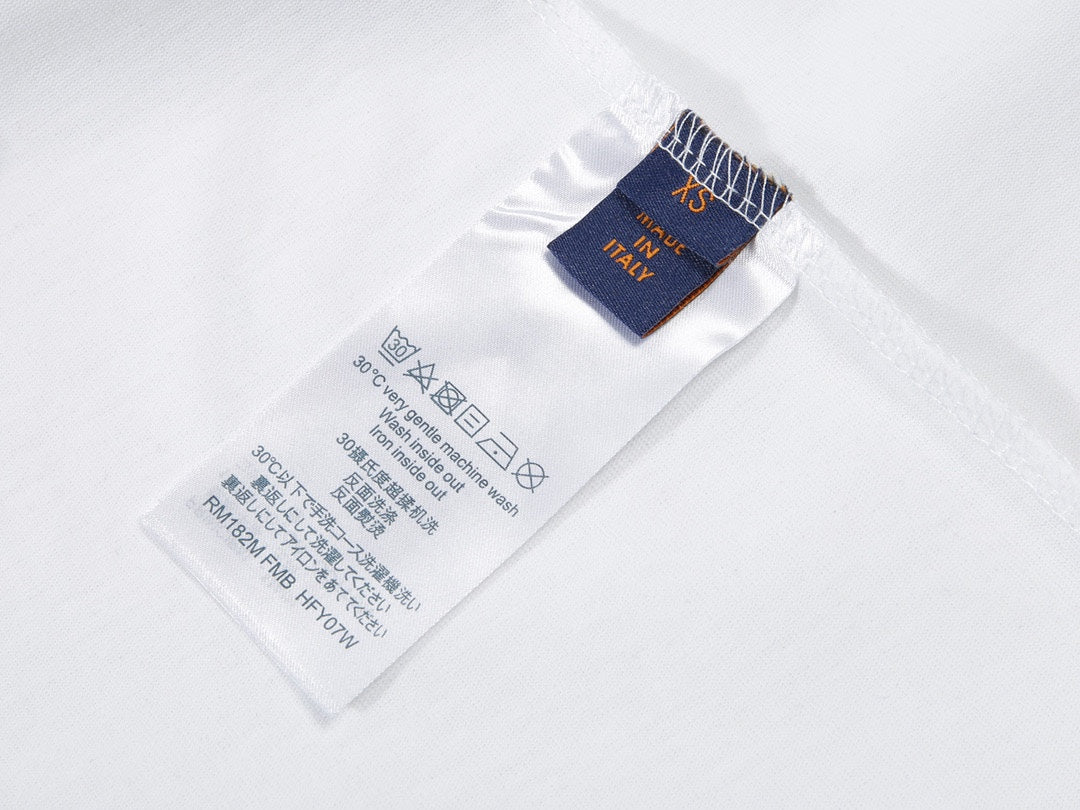 XS
MADE
IN
ITALY
30
30°C very gentle machine wash
Wash inside out
Iron inside out
30摄氏度超揉机洗
反面洗涤
反面熨烫
30℃以下で手洗コース洗濯機洗い
裏返しにして洗濯してください
裏返しにしてアイロンをあててください
RM182M FMB HFY07W